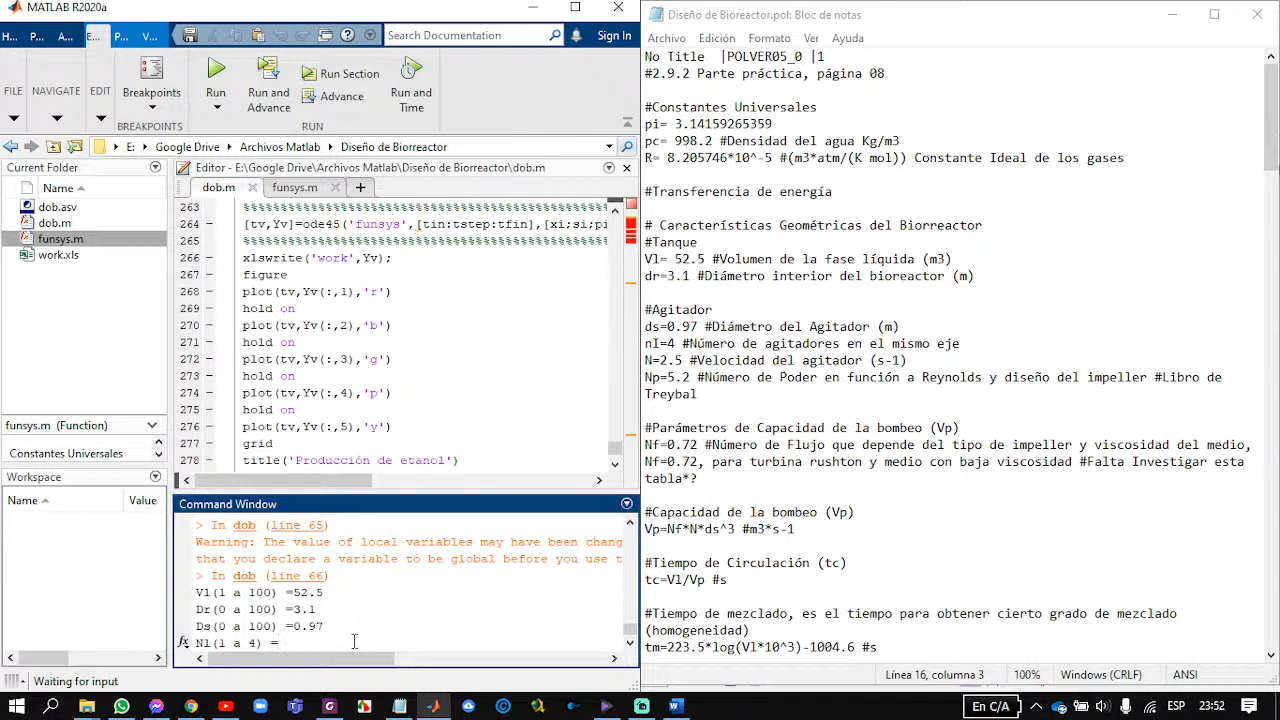 MATLAB R2020a
H... P... A... E... P... V...
Search Documentation
Sign In
FILE
NAVIGATE
EDIT
Breakpoints
Run
Run and Advance
Run Section
Advance
Run and Time
BREAKPOINTS
RUN
E: Google Drive Archivos Matlab Diseño de Bioreactor
Current Folder
Name
dob.asv
dob.m
funsys.m
work.xls
funsys.m (Function)
Constantes Universales
Workspace
Name Value
Editor - E:\Google Drive\Archivos Matlab\Diseño de Bioreactor\dob.m
dob.m funsys.m
263 %%%%%%%%%%%%%%%%%%%%%%%%%%%%%%%%%%%%%%%%%%%%%%
264 [tv,Yv]=ode45('funsys',[tin:tstep:tfin],[xi;si;pi
265 %%%%%%%%%%%%%%%%%%%%%%%%%%%%%%%%%%%%%%%%%%%%%%
266 xlswrite('work',Yv);
267 figure
268 plot(tv,Yv(:,1),'r')
269 hold on
270 plot(tv,Yv(:,2),'b')
271 hold on
272 plot(tv,Yv(:,3),'g')
273 hold on
274 plot(tv,Yv(:,4),'p')
275 hold on
276 plot(tv,Yv(:,5),'y')
277 grid
278 title('Producción de etanol')
Command Window
> In dob (line 65)
Warning: The value of local variables may have been chang
that you declare a variable to be global before you use t
> In dob (line 66)
Vl(1 a 100) =52.5
Dr(0 a 100) =3.1
Ds(0 a 100) =0.97
fx Nl(1 a 4) =
Waiting for input
Diseño de Bioreactor.pol: Bloc de notas
Archivo Edición Formato Ver Ayuda
No Title |POLVER05_0 |1
#2.9.2 Parte práctica, página 08
#Constantes Universales
pi= 3.14159265359
pc= 998.2 #Densidad del agua Kg/m3
R= 8.205746*10^-5 #(m3*atm/(K mol)) Constante Ideal de los gases
#Transferencia de energía
# Características Geométricas del Biorreactor
#Tanque
Vl= 52.5 #Volumen de la fase líquida (m3)
dr=3.1 #Diámetro interior del bioreactor (m)
#Agitador
ds=0.97 #Diámetro del Agitador (m)
nI=4 #Número de agitadores en el mismo eje
N=2.5 #Velocidad del agitador (s-1)
Np=5.2 #Número de Poder en función a Reynolds y diseño del impeller #Libro de
Treybal
#Parámetros de Capacidad de la bombeo (Vp)
Nf=0.72 #Número de Flujo que depende del tipo de impeller y viscosidad del medio,
Nf=0.72, para turbina rushton y medio con baja viscosidad #Falta Investigar esta
tabla*?
#Capacidad de la bombeo (Vp)
Vp=Nf*N*ds^3 #m3*s-1
#Tiempo de Circulación (tc)
tc=Vl/Vp #s
#Tiempo de mezclado, es el tiempo para obtener cierto grado de mezclado
(homogeneidad)
tm=223.5*log(Vl*10^3)-1004.6 #s
Línea 16, columna 3 100% Windows (CRLF) ANSI
En C/A
ESP 23:52